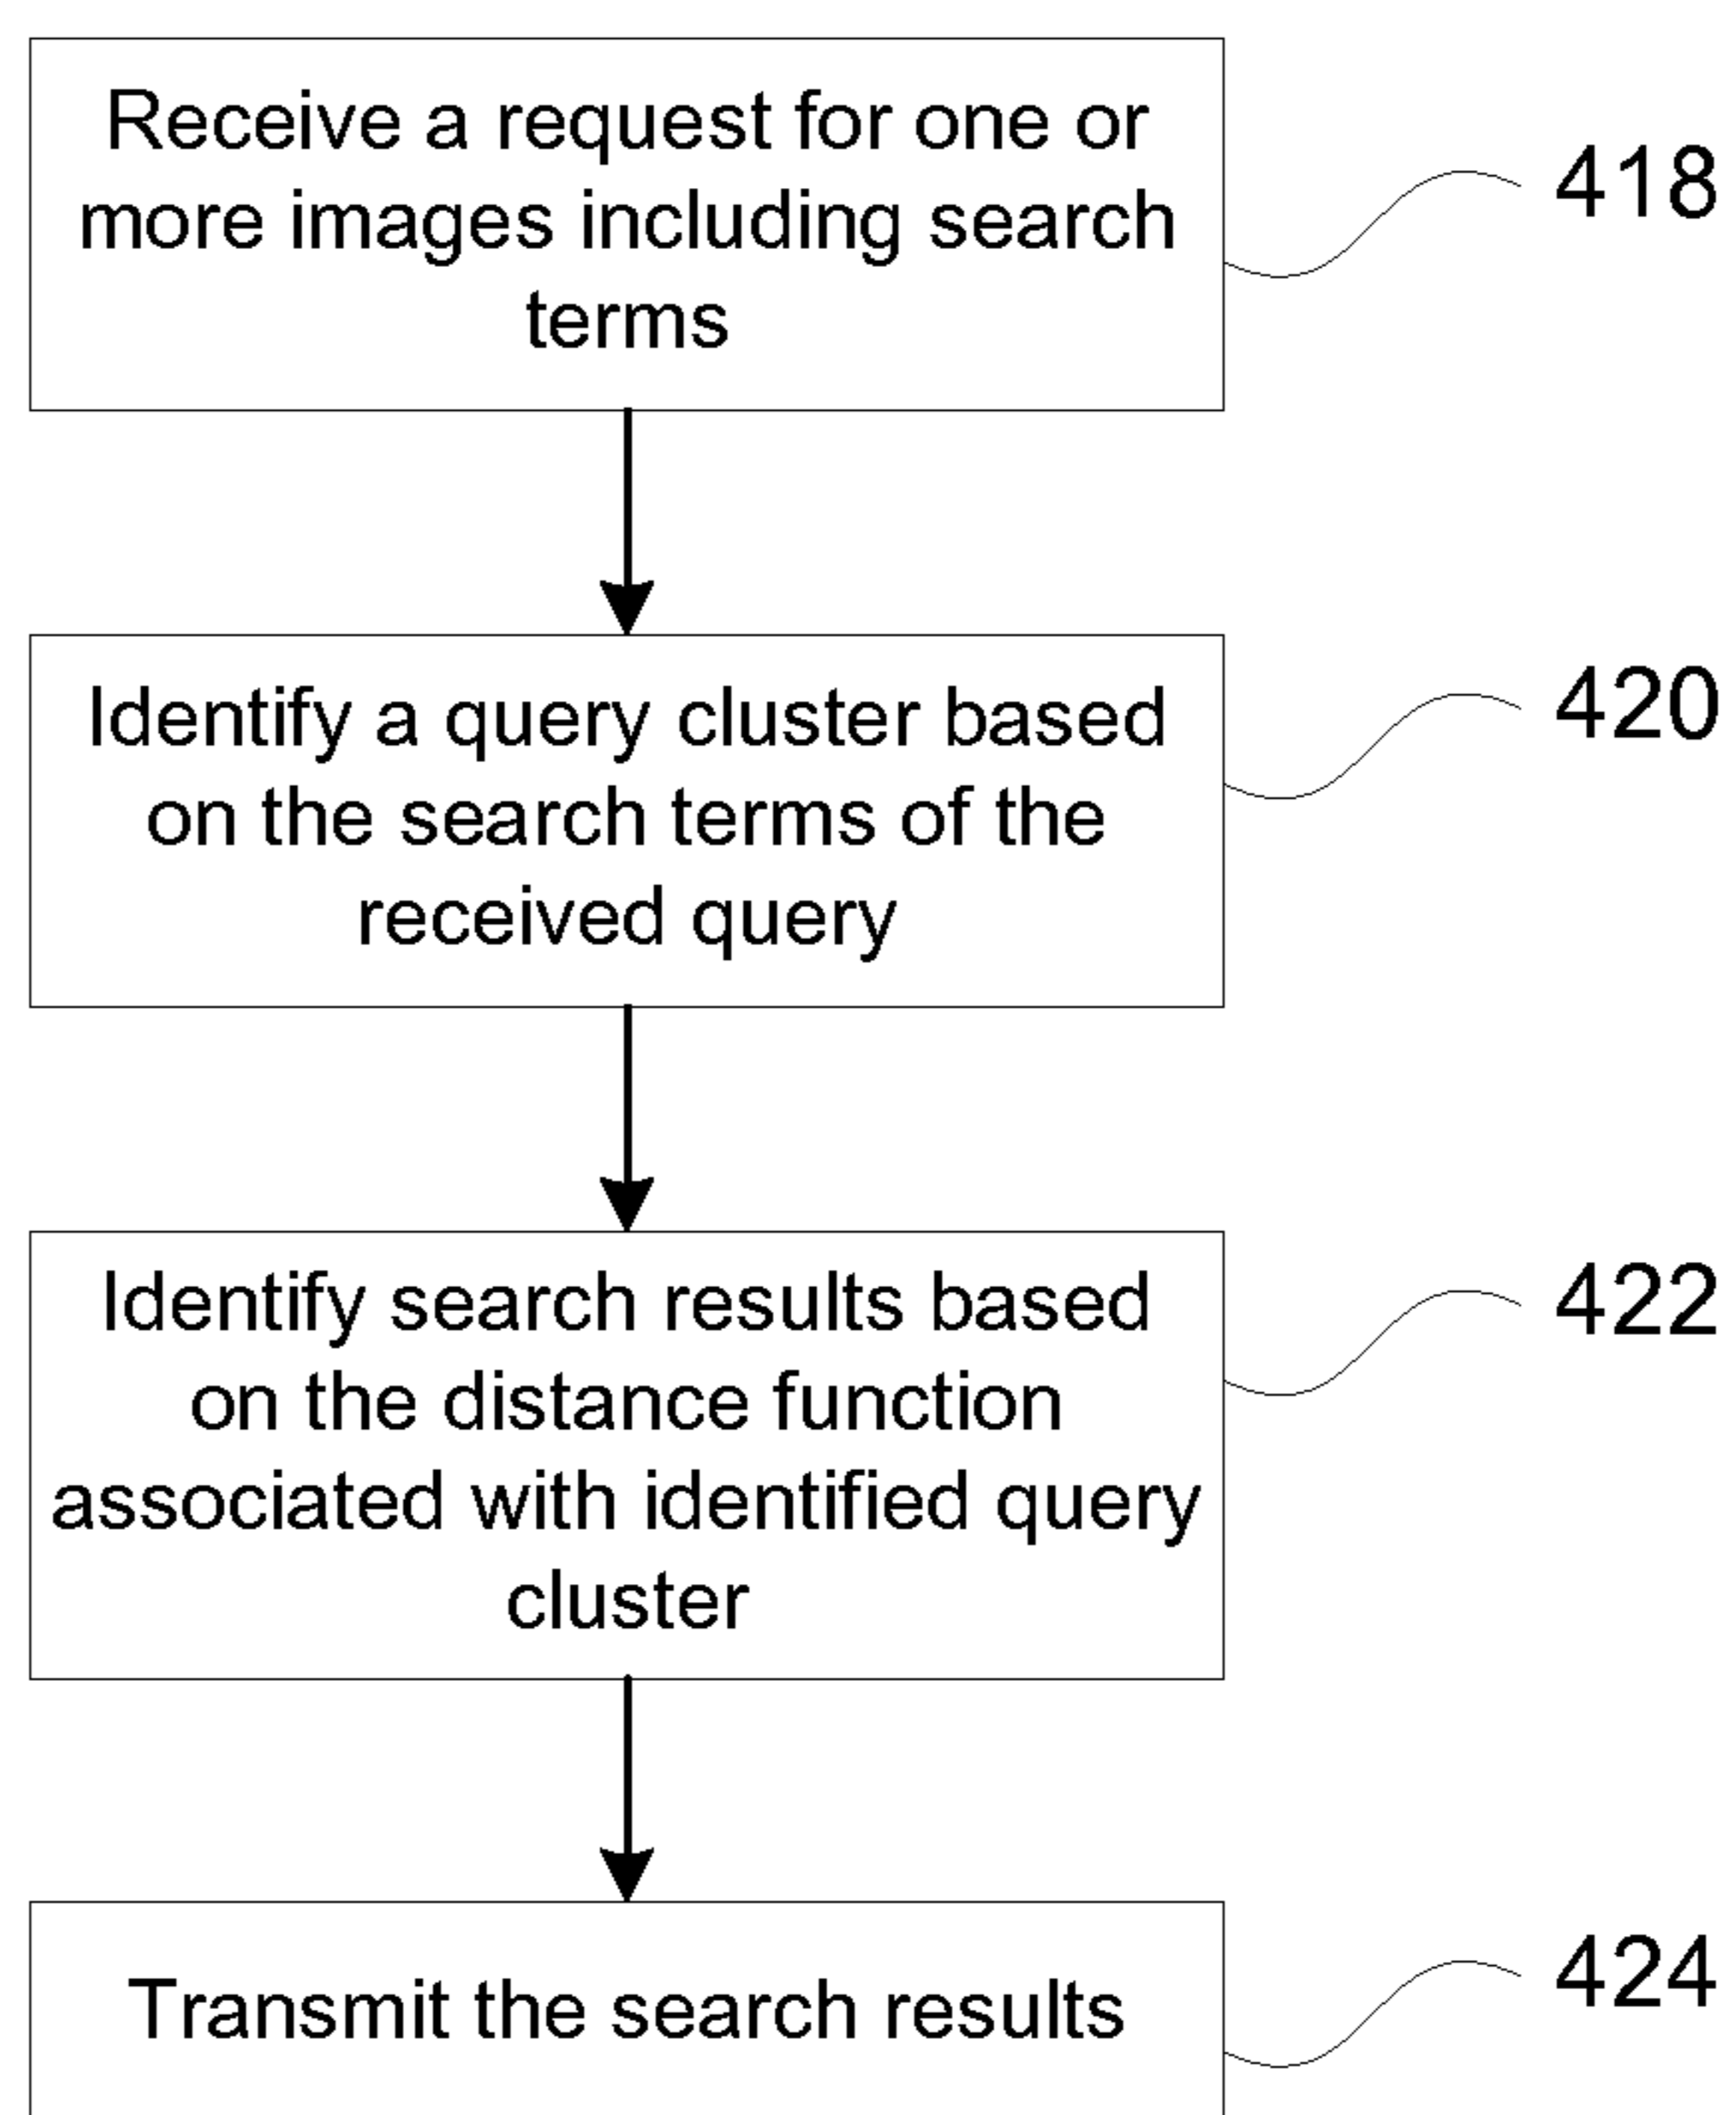 Receive a request for one or
more images including search
terms
418
Identify a query cluster based
on the search terms of the
received query
420
Identify search results based
on the distance function
associated with identified query
cluster
422
Transmit the search results
424